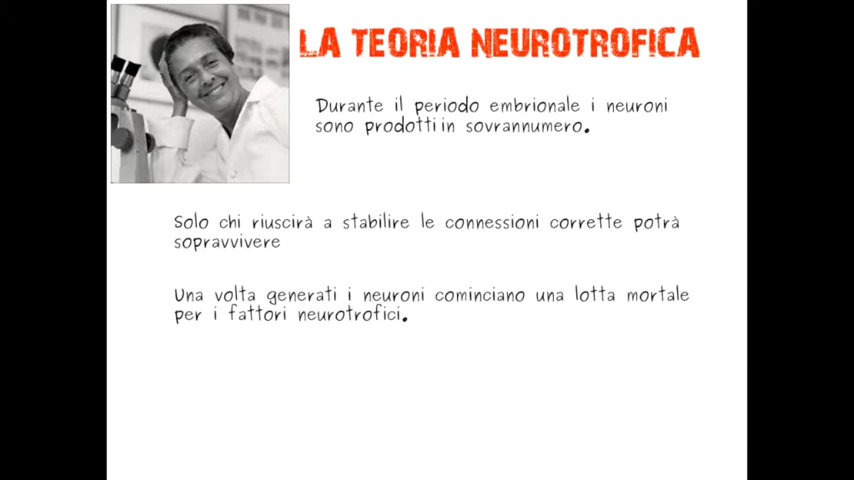 LA TEORIA NEUROTROFICA
Durante il periodo embrionale i neuroni
sono prodotti in sovrannumero.
Solo chi riuscirà a stabilire le connessioni corrette potrà
sopravvivere
Una volta generati i neuroni cominciano una lotta mortale
per i fattori neurotrofici.